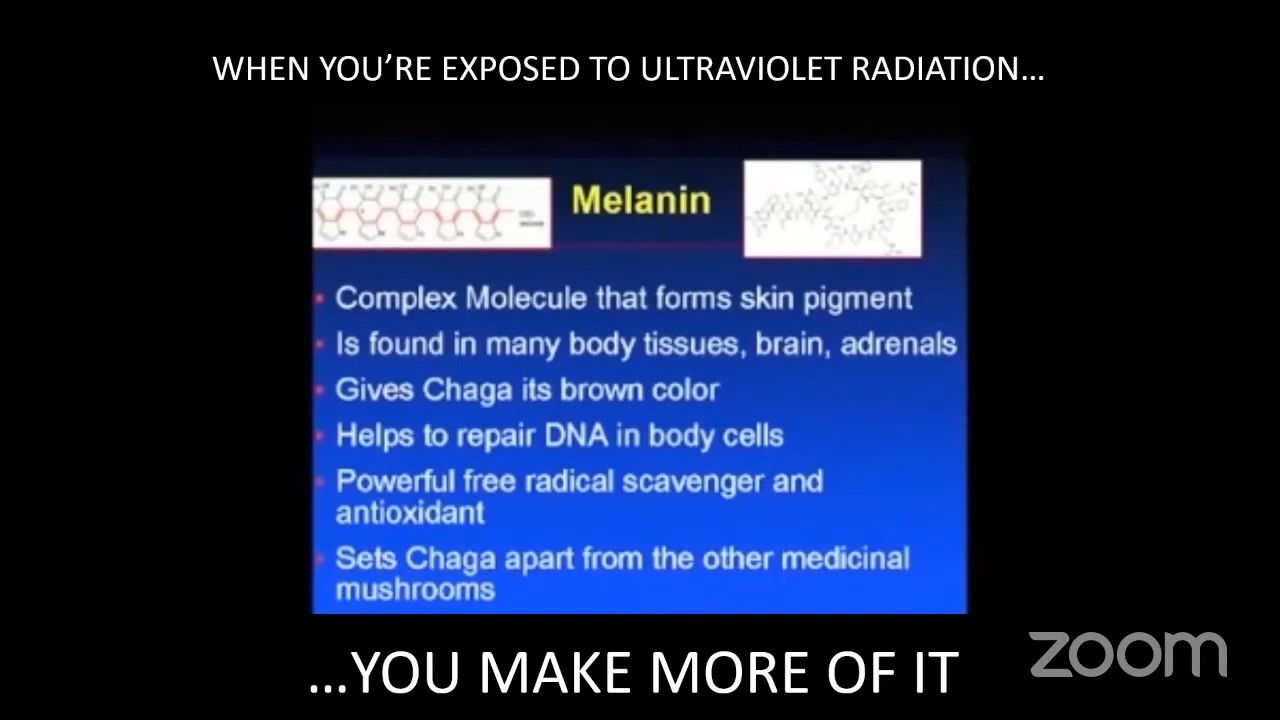 WHEN YOU’RE EXPOSED TO ULTRAVIOLET RADIATION…
Melanin
• Complex Molecule that forms skin pigment
• Is found in many body tissues, brain, adrenals
• Gives Chaga its brown color
• Helps to repair DNA in body cells
• Powerful free radical scavenger and
antioxidant
• Sets Chaga apart from the other medicinal
mushrooms
zoom
…YOU MAKE MORE OF IT